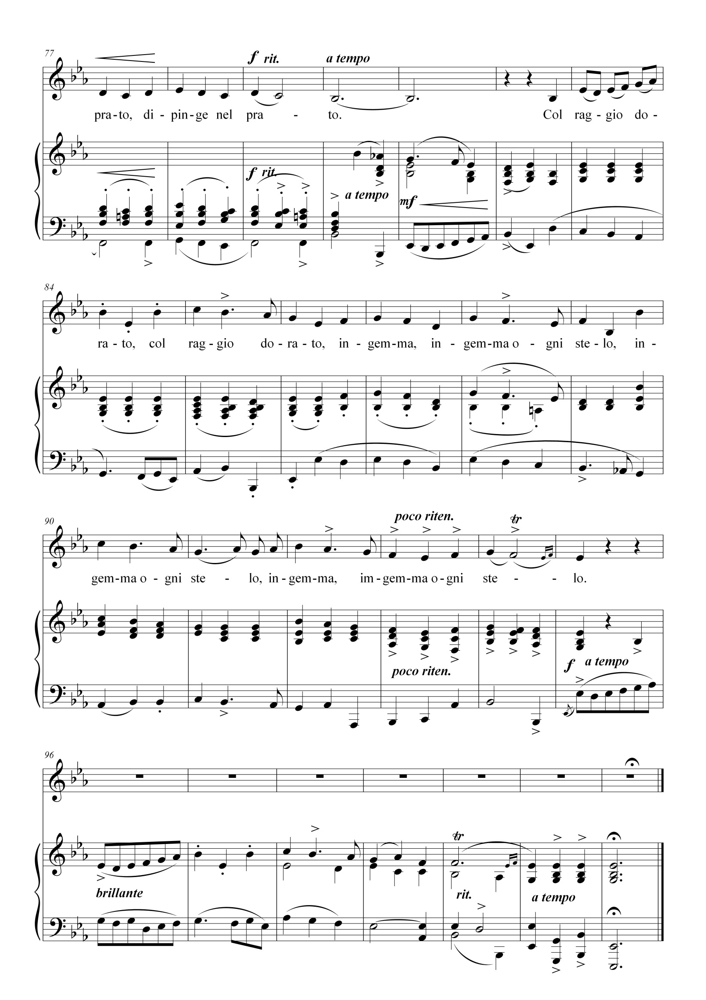 77
f rit. a tempo
pra - to, di - pin - ge nel pra - to. Col rag - gio do -
f rit.
a tempo
mf
84
ra - to, col rag - gio do - ra - to, in - gem - ma, in - gem - ma o - gni ste - lo, in -
90
poco riten. tr
gem - ma o - gni ste - lo, in - gem - ma, im - gem - ma o - gni ste - - lo.
poco riten. f a tempo
96
tr
brillante rit. a tempo